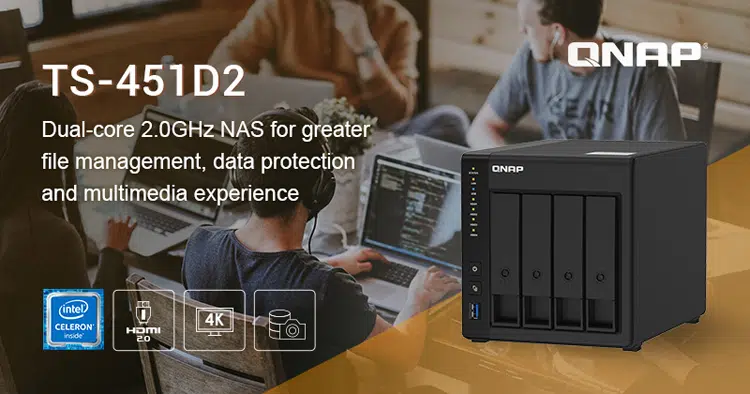 QNAP
TS-451D2
Dual-core 2.0GHz NAS for greater
file management, data protection
and multimedia experience
QNAP
intel
CELERON
inside
HDMI
2.0
4K